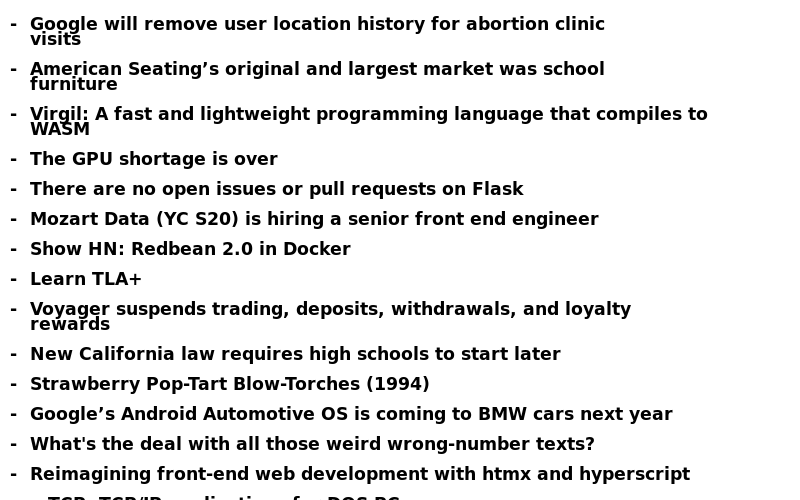 - Google will remove user location history for abortion clinic
visits
- American Seating’s original and largest market was school
furniture
- Virgil: A fast and lightweight programming language that compiles to
WASM
- The GPU shortage is over
- There are no open issues or pull requests on Flask
- Mozart Data (YC S20) is hiring a senior front end engineer
- Show HN: Redbean 2.0 in Docker
- Learn TLA+
- Voyager suspends trading, deposits, withdrawals, and loyalty
rewards
- New California law requires high schools to start later
- Strawberry Pop-Tart Blow-Torches (1994)
- Google’s Android Automotive OS is coming to BMW cars next year
- What's the deal with all those weird wrong-number texts?
- Reimagining front-end web development with htmx and hyperscript